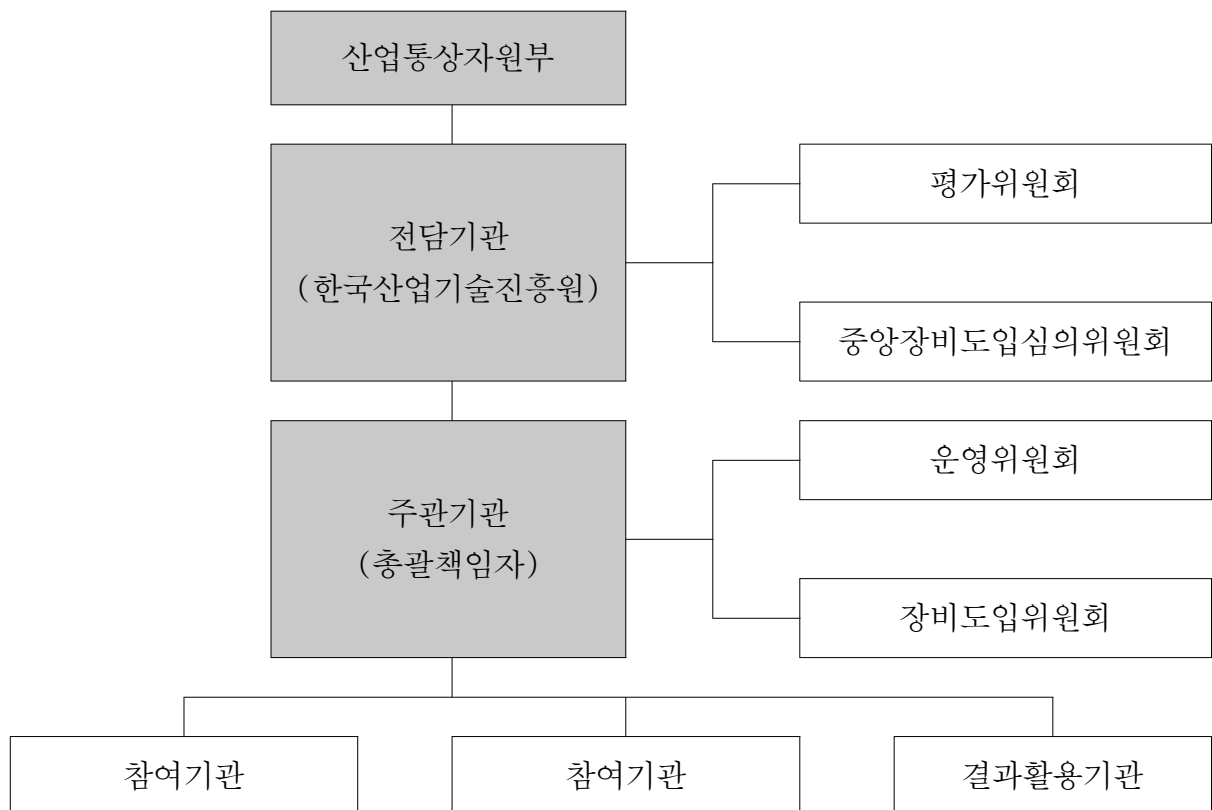 산업통상자원부
전담기관
(한국산업기술진흥원)
평가위원회
중앙장비도입심의위원회
주관기관
(총괄책임자)
운영위원회
장비도입위원회
참여기관
참여기관
결과활용기관